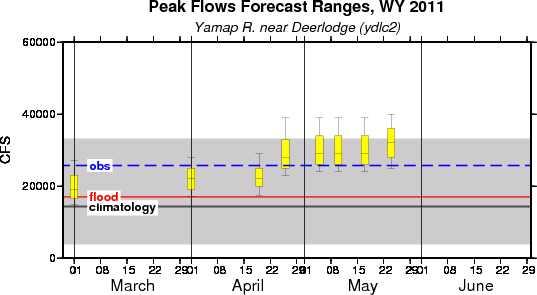 Peak Flows Forecast Ranges, WY 2011
Yamap R. near Deerlodge (ydlc2)
60000
40000
20000
0
CFS
obs
flood
climatology
01 08 15 22 29 01 08 15 22 29 01 08 15 22 29 01 08 15 22 29
March April May June